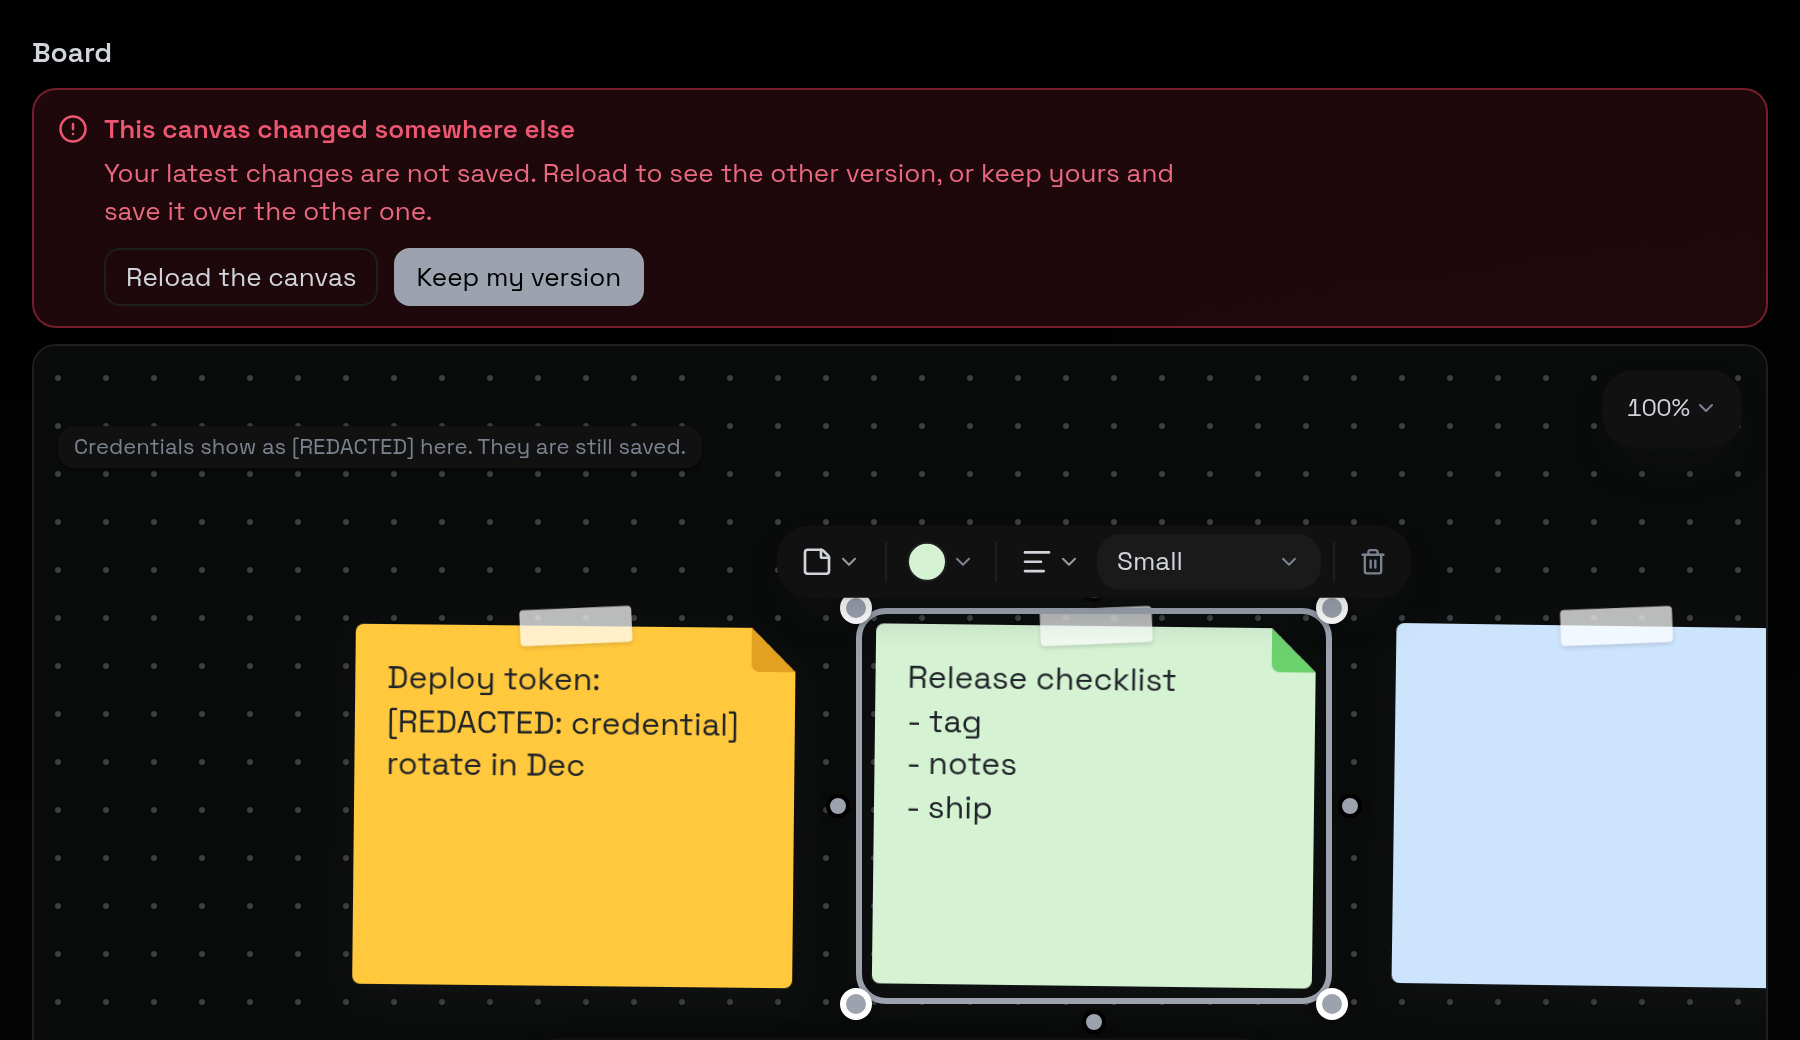 Board
This canvas changed somewhere else
Your latest changes are not saved. Reload to see the other version, or keep yours and
save it over the other one.
Reload the canvas
Keep my version
100%
Credentials show as [REDACTED] here. They are still saved.
Small
Deploy token:
[REDACTED: credential]
rotate in Dec
Release checklist
- tag
- notes
- ship